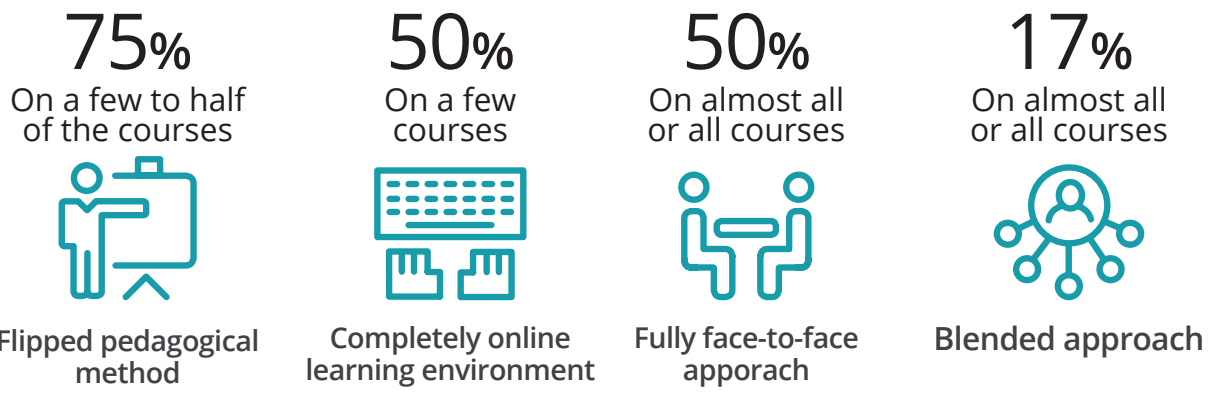 75%
On a few to half
of the courses
Flipped pedagogical
method
50%
On a few
courses
Completely online
learning environment
50%
On almost all
or all courses
Fully face-to-face
apporach
17%
On almost all
or all courses
Blended approach